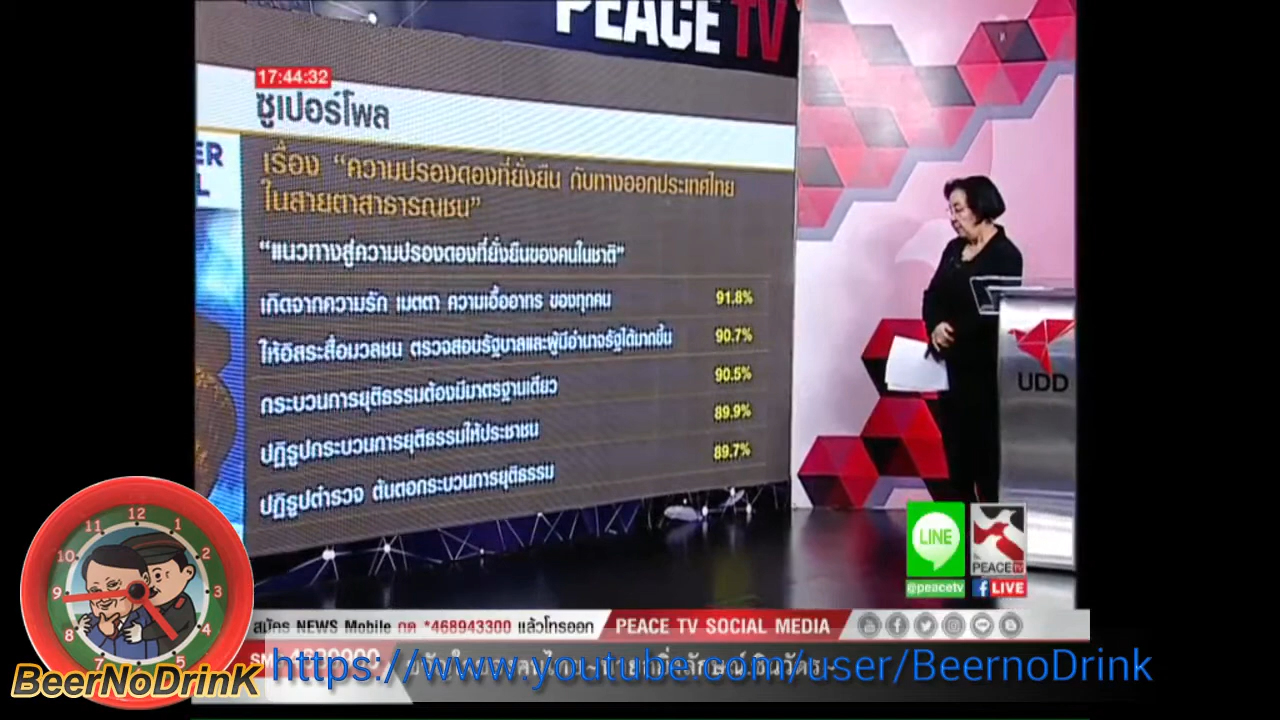 PEACE TV
17:44:32
ซูเปอร์โพล
ER
L
เรื่อง “ความปรองดองที่ยั่งยืน กับทางออกประเทศไทย
ในสายตาสาธารณชน”
“แนวทางสู่ความปรองดองที่ยั่งยืนของคนในชาติ”
เกิดจากความรัก เมตตา ความเอื้ออาทร ของทุกคน 91.8%
ให้อิสระสื่อมวลชน ตรวจสอบรัฐบาลและผู้มีอำนาจรัฐได้มากขึ้น 90.7%
กระบวนการยุติธรรมต้องมีมาตรฐานเดียว 90.5%
ปฏิรูปกระบวนการยุติธรรมให้ประชาชน 89.9%
ปฏิรูปตำรวจ ต้นตอกระบวนการยุติธรรม 89.7%
UDD
LINE
@peacetv
PEACE TV
f LIVE
12
1
2
3
4
5
7
8
9
10
11
BeerNoDrinK
สมัคร NEWS Mobile กด *468943300 แล้วโทรออก
PEACE TV SOCIAL MEDIA
https://www.youtube.com/user/BeernoDrink